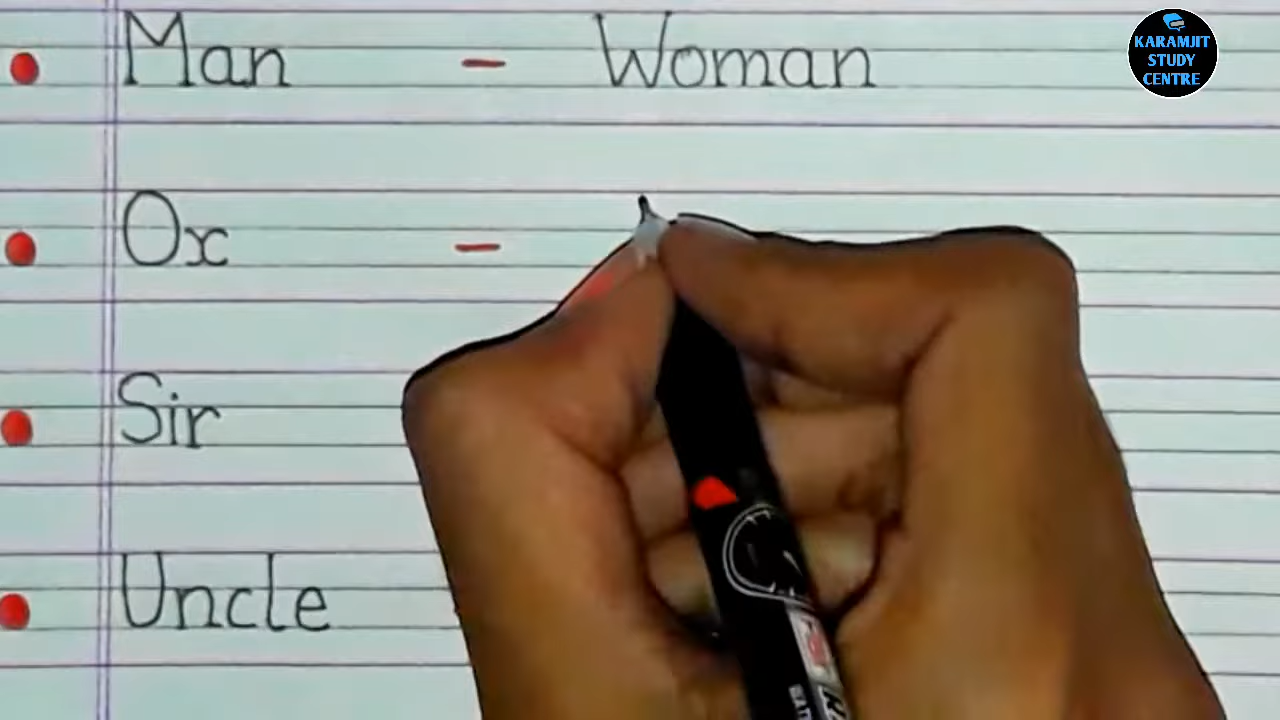 Man - Woman
KARAMJIT
STUDY
CENTRE
Ox -
Sir
Uncle